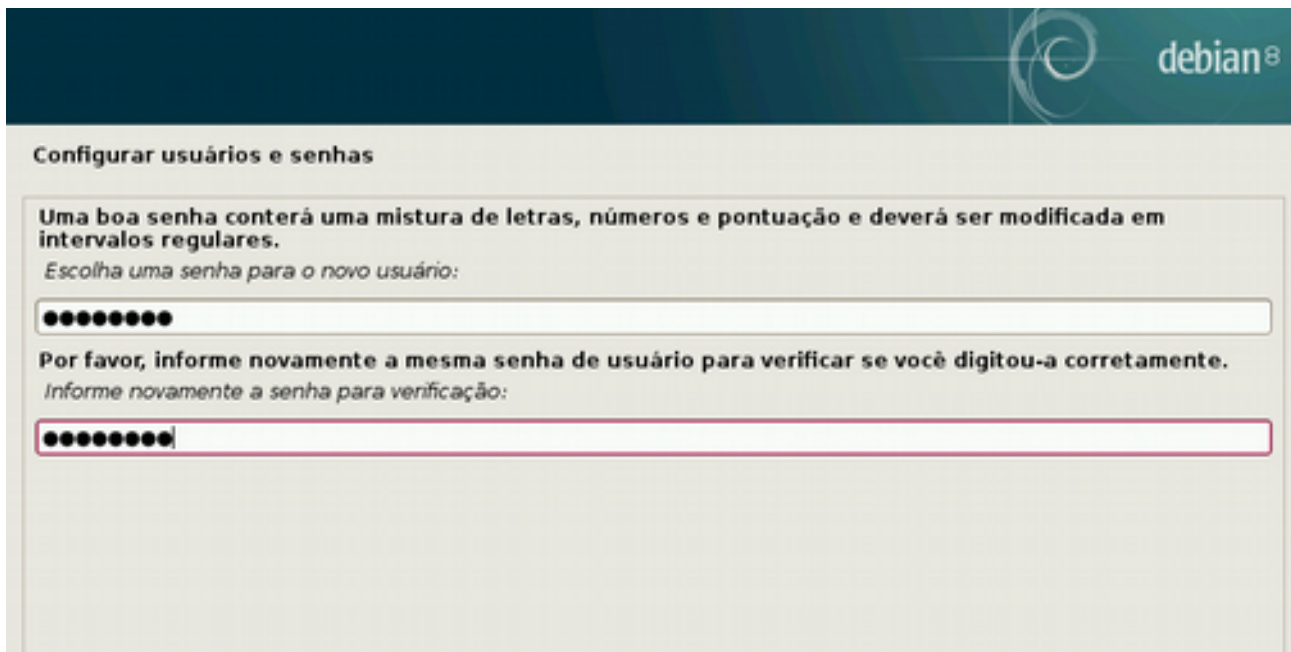 debian 8
Configurar usuários e senhas
Uma boa senha conterá uma mistura de letras, números e pontuação e deverá ser modificada em
intervalos regulares.
Escolha uma senha para o novo usuário:
●●●●●●●●
Por favor, informe novamente a mesma senha de usuário para verificar se você digitou-a corretamente.
Informe novamente a senha para verificação:
●●●●●●●●